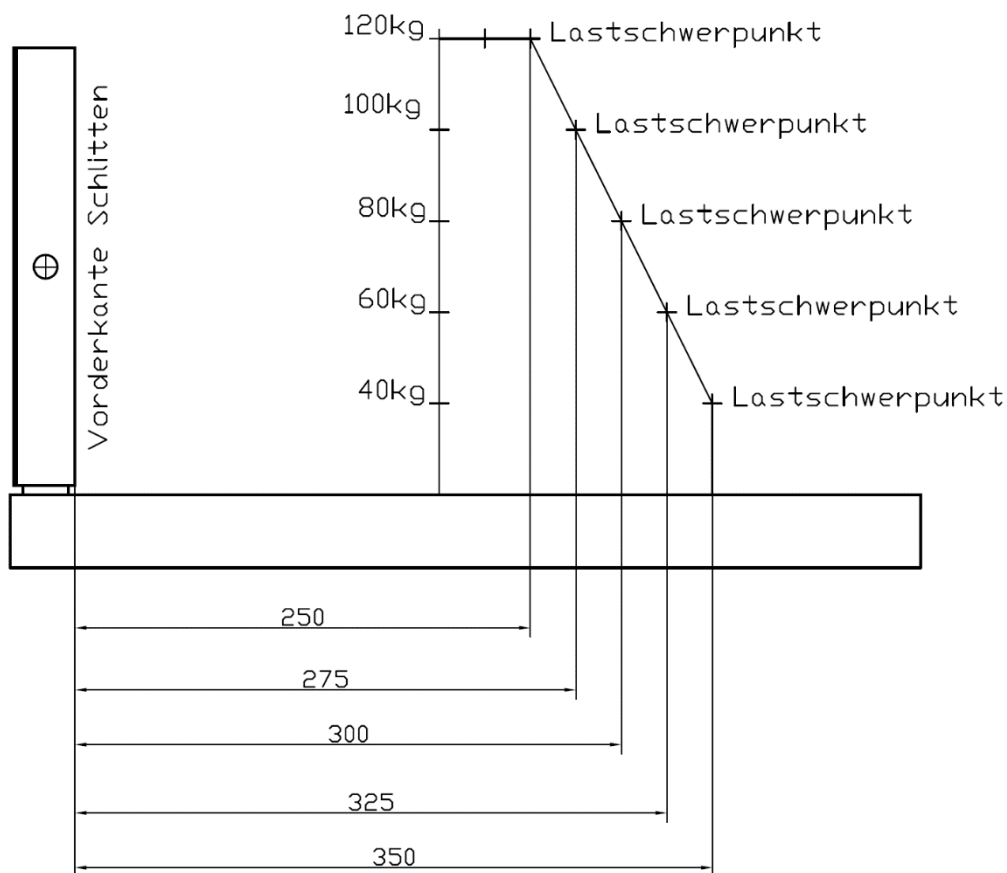 120kg Lastschwerpunkt
100kg Lastschwerpunkt
80kg Lastschwerpunkt
60kg Lastschwerpunkt
40kg Lastschwerpunkt
Vorderkante Schlitten
250
275
300
325
350